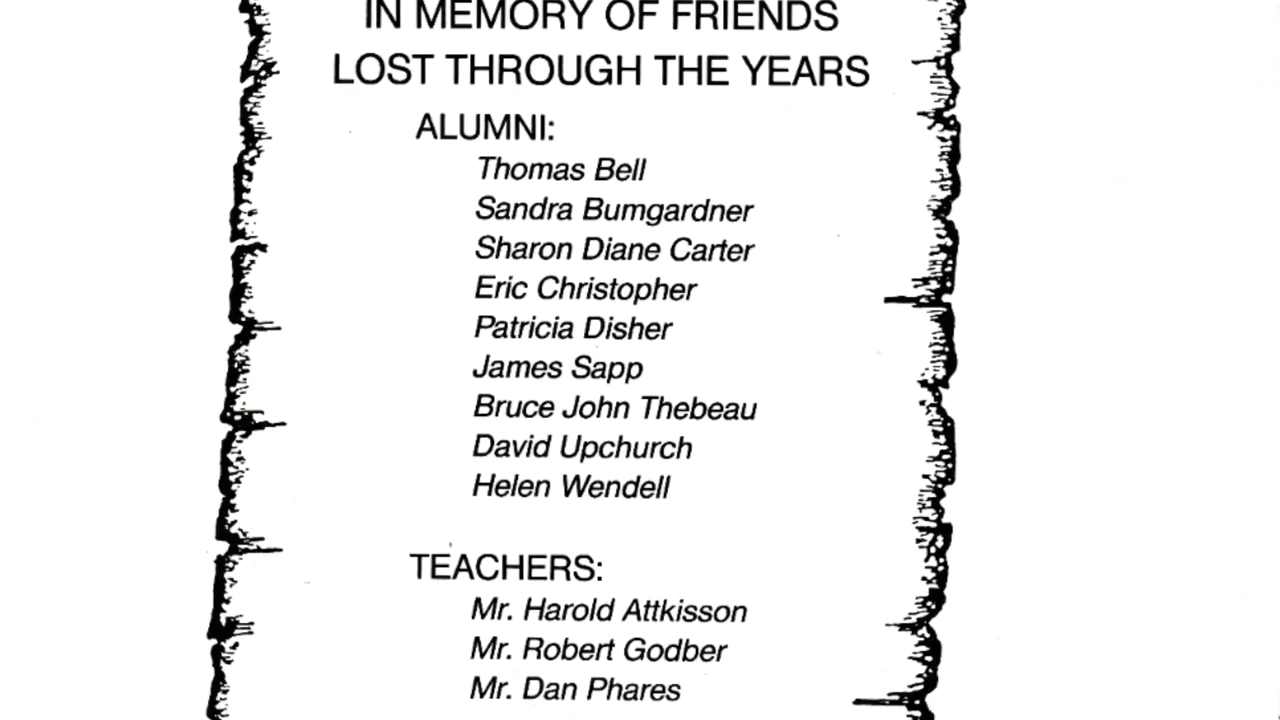 IN MEMORY OF FRIENDS
LOST THROUGH THE YEARS
ALUMNI:
Thomas Bell
Sandra Bumgardner
Sharon Diane Carter
Eric Christopher
Patricia Disher
James Sapp
Bruce John Thebeau
David Upchurch
Helen Wendell
TEACHERS:
Mr. Harold Attkisson
Mr. Robert Godber
Mr. Dan Phares